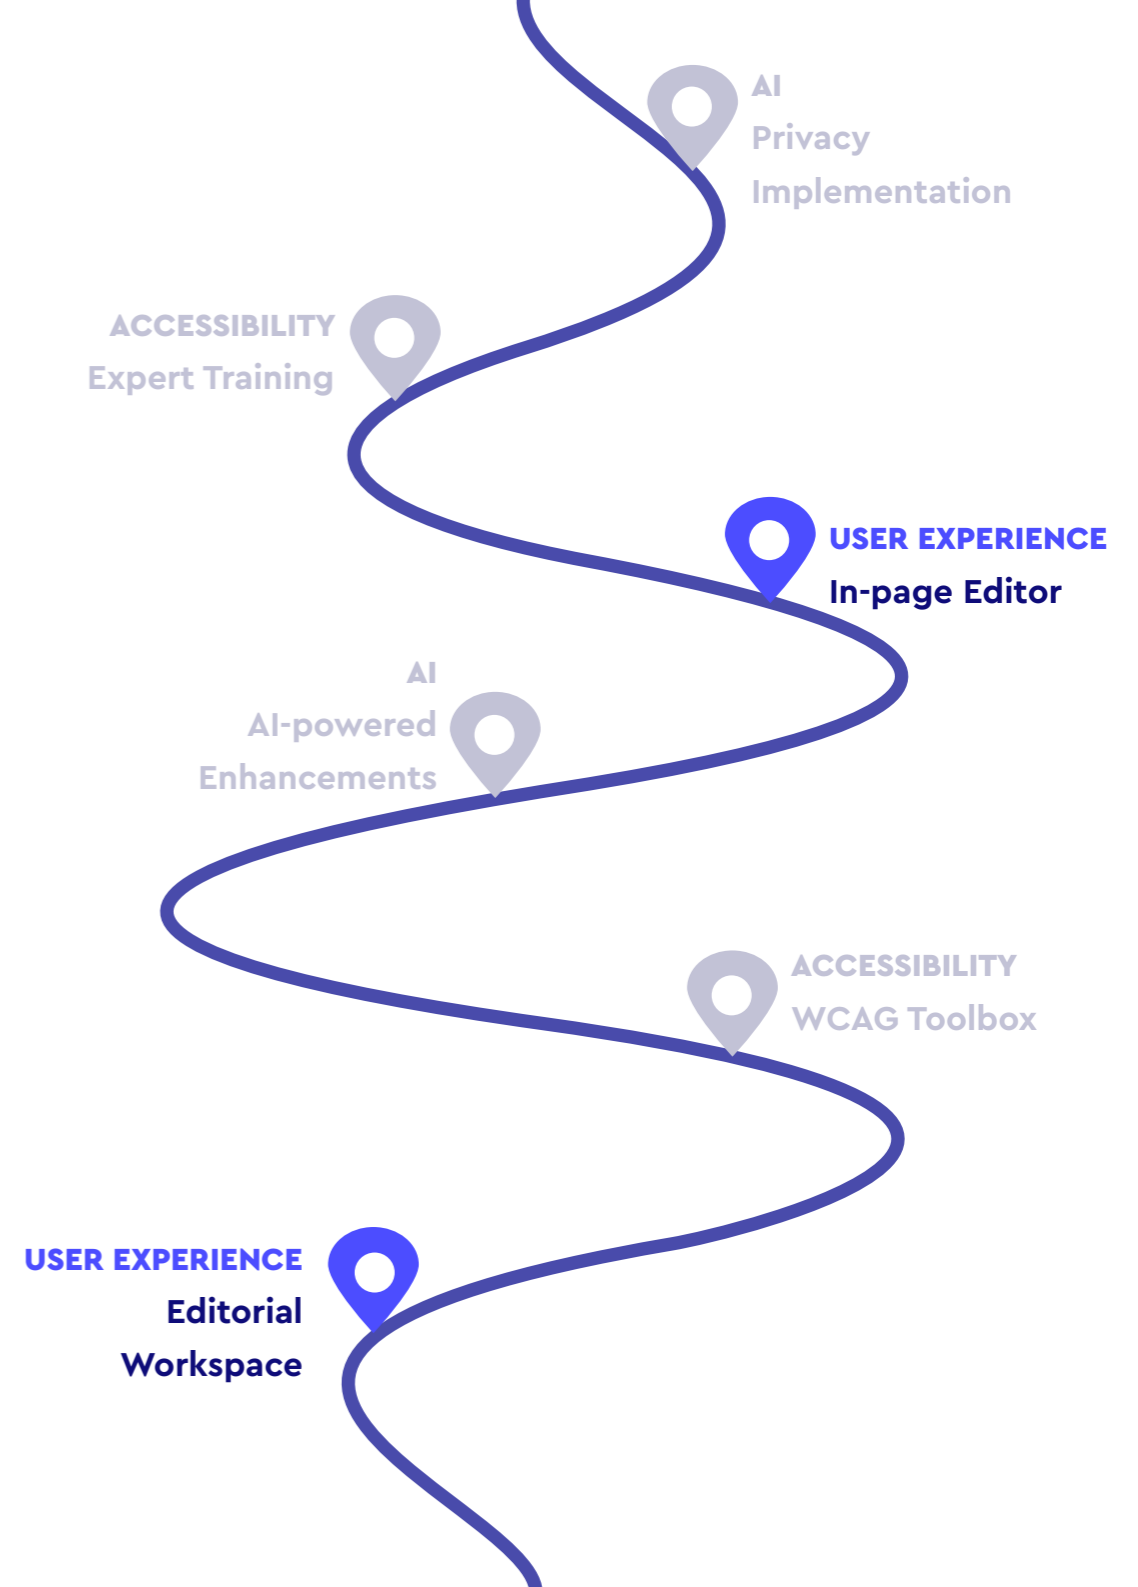 AI
Privacy
Implementation
ACCESSIBILITY
Expert Training
USER EXPERIENCE
In-page Editor
AI
AI-powered
Enhancements
ACCESSIBILITY
WCAG Toolbox
USER EXPERIENCE
Editorial
Workspace